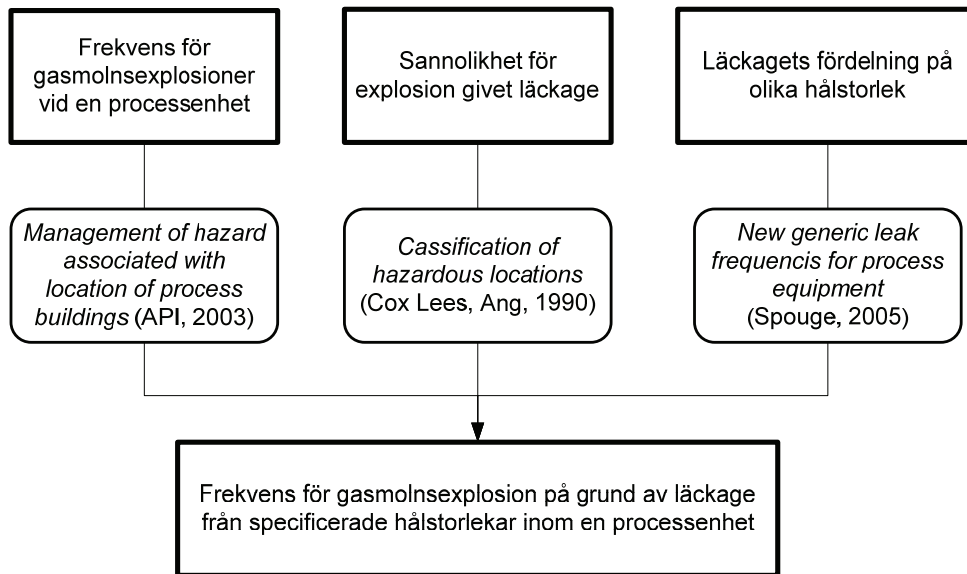 Frekvens för
gasmolnsexplosioner
vid en processenhet
Sannolikhet för
explosion givet läckage
Läckagets fördelning på
olika hålstorlek
Management of hazard
associated with
location of process
buildings (API, 2003)
Cassification of
hazardous locations
(Cox Lees, Ang, 1990)
New generic leak
frequencis for process
equipment
(Spouge, 2005)
Frekvens för gasmolnsexplosion på grund av läckage
från specificerade hålstorlekar inom en processenhet